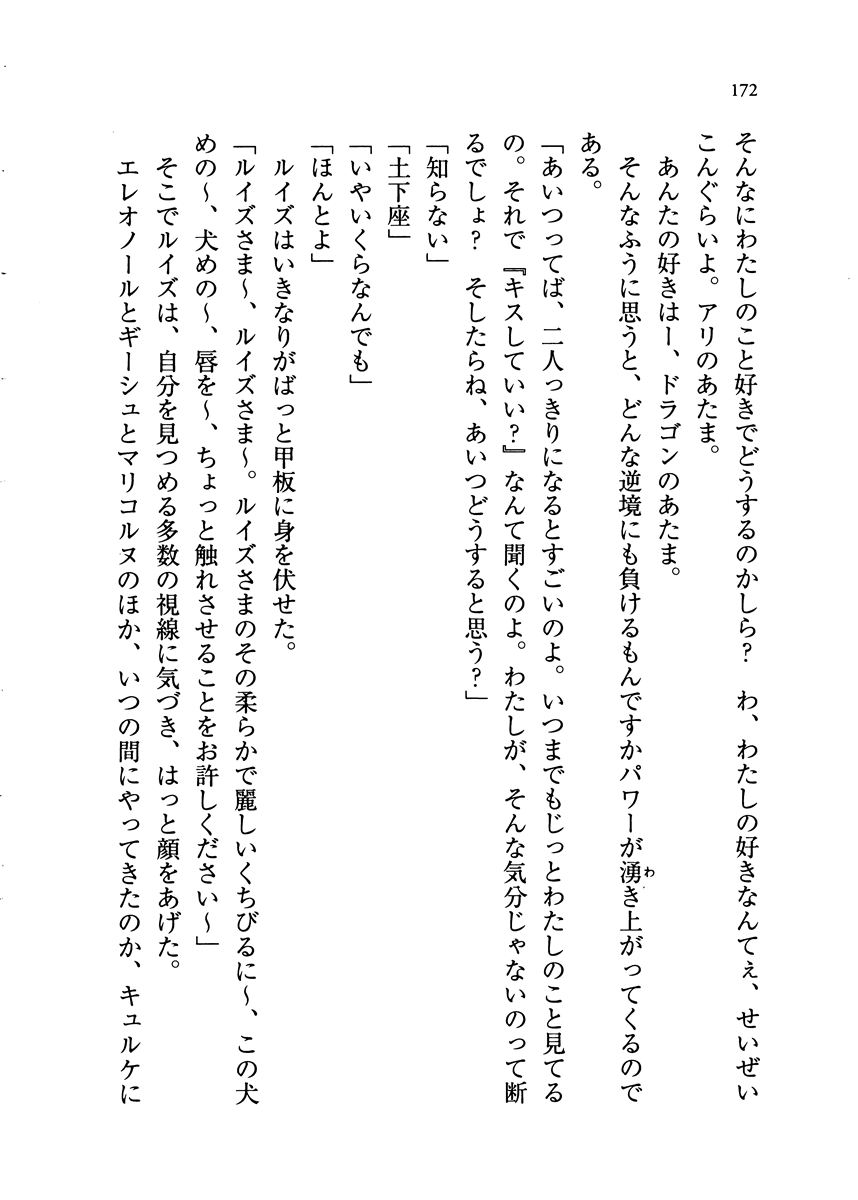 172
そんなにわたしのこと好きでどうするのかしら?　わ、わたしの好きなんてぇ、せいぜい
こんぐらいよ。アリのあたま。
　あんたの好きはー、ドラゴンのあたま。
　そんなふうに思うと、どんな逆境にも負けるもんですかパワーが湧き上がってくるので
ある。
「あいつってば、二人っきりになるとすごいのよ。いつまでもじっとわたしのこと見てる
の。それで『キスしていい?』なんて聞くのよ。わたしが、そんな気分じゃないのって断
るでしょ?　そしたらね、あいつどうすると思う?」
「知らない」
「土下座」
「いやいくらなんでも」
「ほんとよ」
　ルイズはいきなりがばっと甲板に身を伏せた。
「ルイズさま〜、ルイズさま〜。ルイズさまのその柔らかで麗しいくちびるに〜、この犬
めの〜、犬めの〜、唇を〜、ちょっと触れさせることをお許しください〜」
　そこでルイズは、自分を見つめる多数の視線に気づき、はっと顔をあげた。
　エレオノールとギーシュとマリコルヌのほか、いつの間にやってきたのか、キュルケに
わ